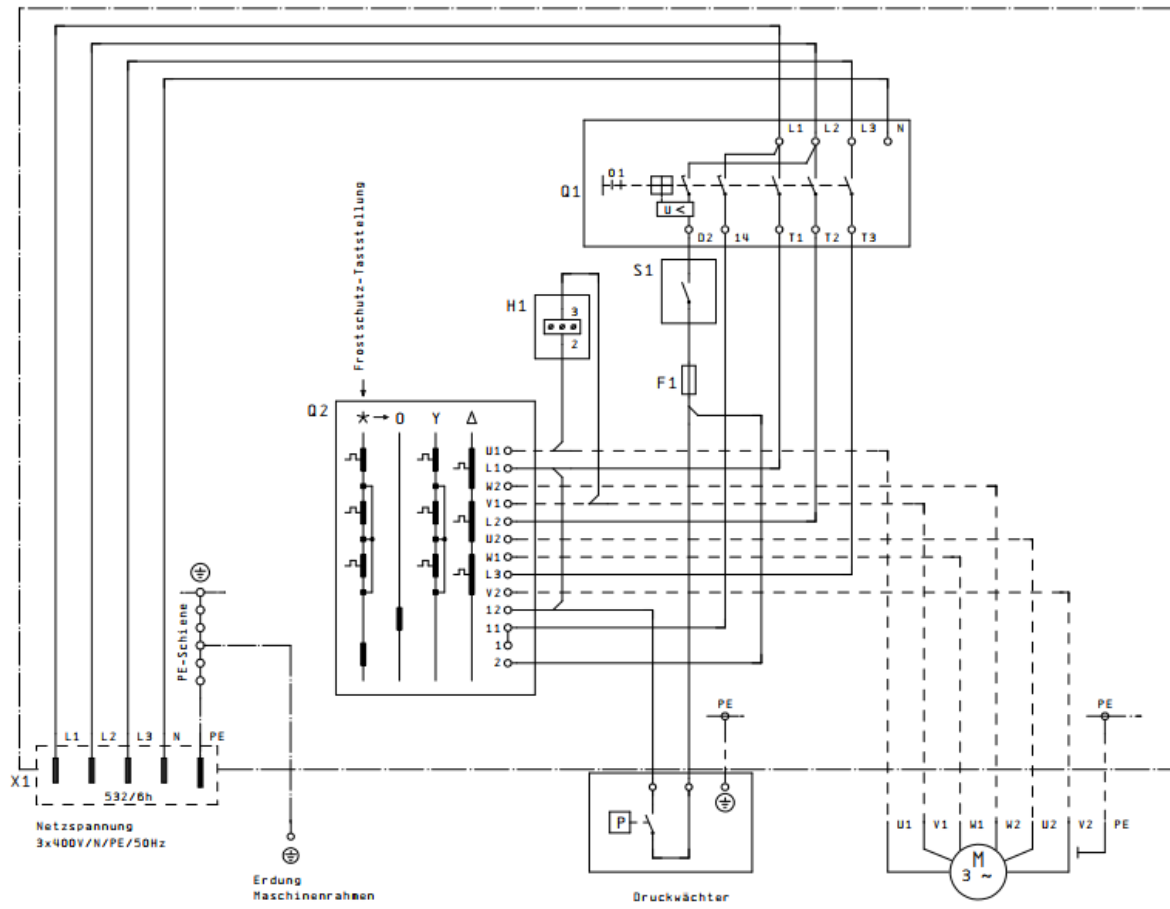 L1 L2 L3 N
Q1
01
U<
D2 14 T1 T2 T3
S1
H1
3
2
F1
Frostschutz-Taststellung
Q2
→ 0 Y Δ
U1
L1
W2
V1
L2
U2
W1
L3
V2
12
11
1
2
PE-Schiene
PE
PE
L1 L2 L3 N PE
X1
532/6h
Netzspannung
3x400V/N/PE/50Hz
Erdung
Maschinenrahmen
P
Druckwächter
U1 V1 W1 W2 U2 V2 PE
M
3 ~